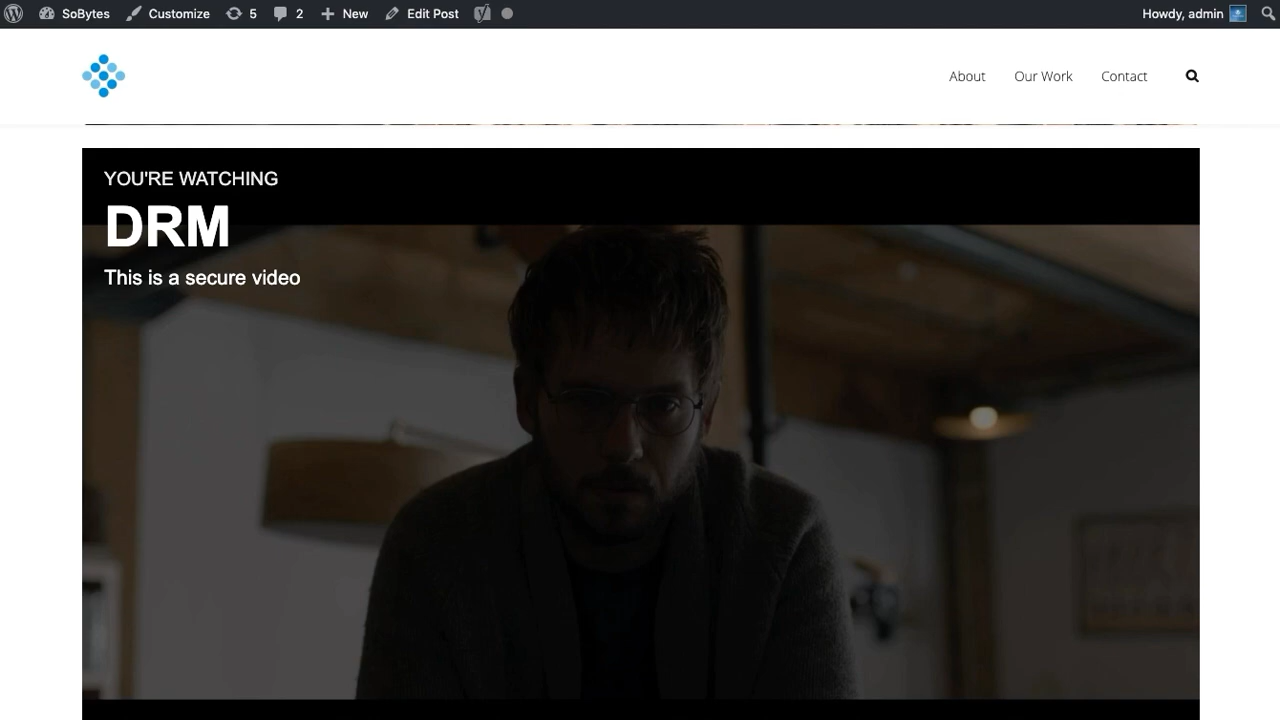 SoBytes Customize 5 2 New Edit Post Howdy, admin
About Our Work Contact
YOU'RE WATCHING
DRM
This is a secure video